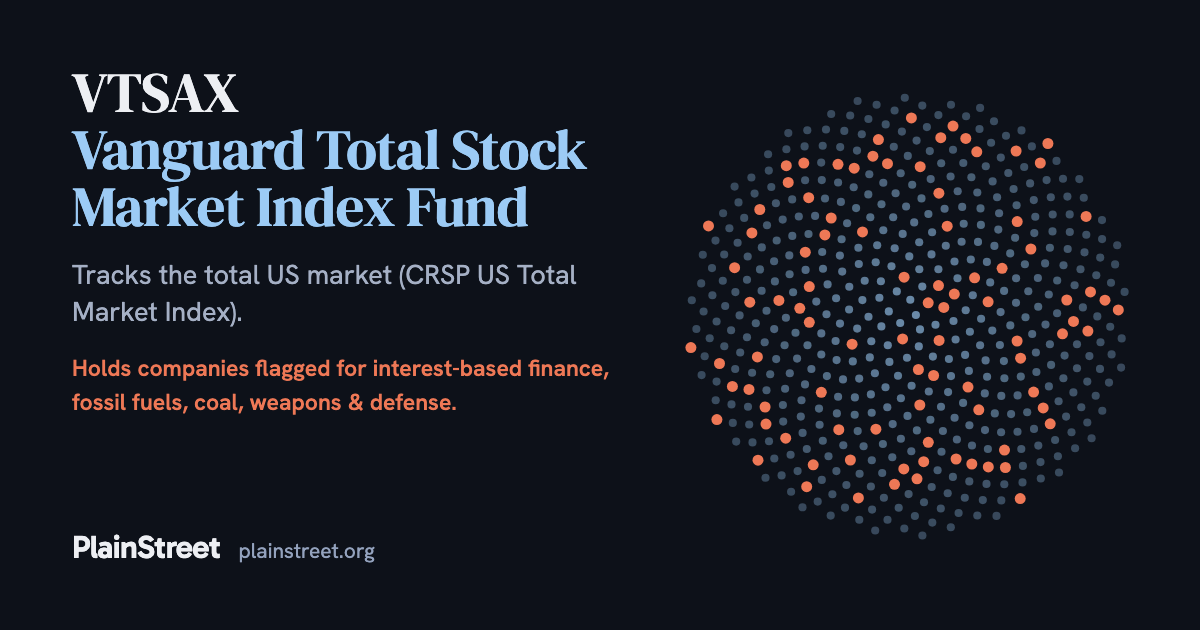 VTSAX
Vanguard Total Stock
Market Index Fund
Tracks the total US market (CRSP US Total
Market Index).
Holds companies flagged for interest-based finance,
fossil fuels, coal, weapons & defense.
PlainStreet plainstreet.org